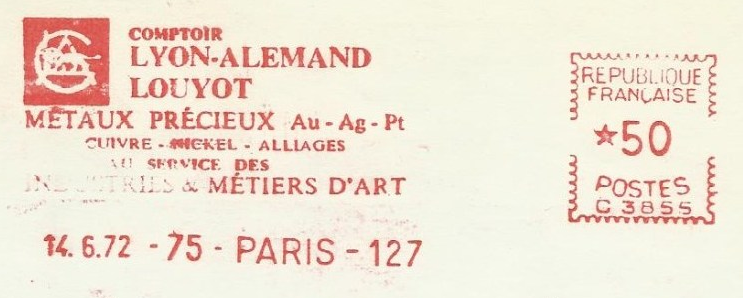 COMPTOIR
LYON-ALEMAND
LOUYOT
MÉTAUX PRÉCIEUX Au - Ag - Pt
CUIVRE - NICKEL - ALLIAGES
AU SERVICE DES
INDUSTRIES & MÉTIERS D'ART
14.6.72 - 75 - PARIS - 127
REPUBLIQUE
FRANÇAISE
★50
POSTES
C 3855